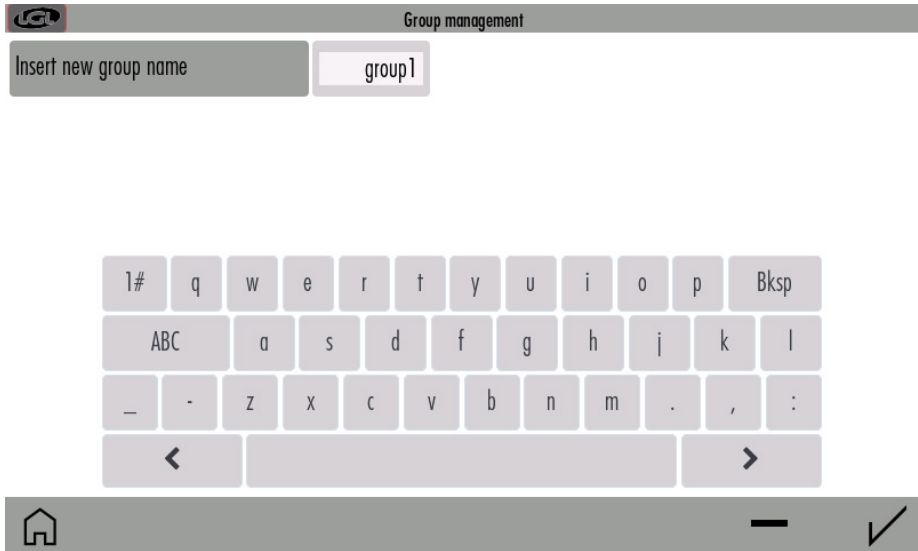 LGL
Group management
Insert new group name group1
1# q w e r t y u i o p Bksp
ABC a s d f g h j k l
_ - z x c v b n m . , :